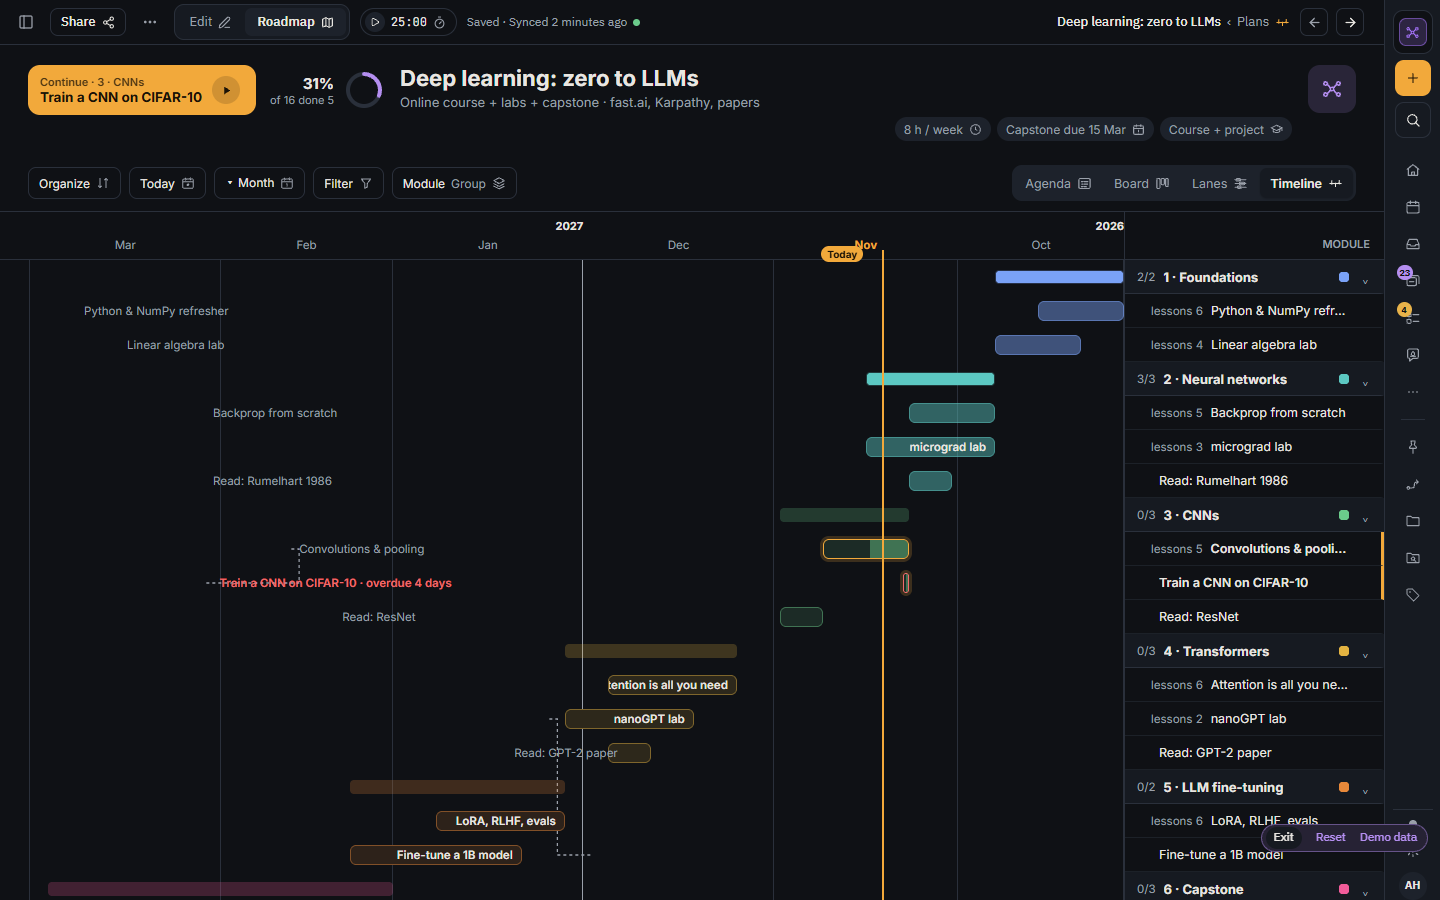 Share
Edit
Roadmap
25:00
Saved · Synced 2 minutes ago
Deep learning: zero to LLMs ‹ Plans
Continue · 3 · CNNs
Train a CNN on CIFAR-10
31%
of 16 done 5
Deep learning: zero to LLMs
Online course + labs + capstone · fast.ai, Karpathy, papers
8 h / week
Capstone due 15 Mar
Course + project
Organize
Today
Month
Filter
Module Group
Agenda
Board
Lanes
Timeline
2027
2026
Mar
Feb
Jan
Dec
Nov
Oct
MODULE
Today
2/2 1 · Foundations
Python & NumPy refresher
lessons 6 Python & NumPy refr...
Linear algebra lab
lessons 4 Linear algebra lab
3/3 2 · Neural networks
Backprop from scratch
lessons 5 Backprop from scratch
micrograd lab
lessons 3 micrograd lab
Read: Rumelhart 1986
Read: Rumelhart 1986
0/3 3 · CNNs
Convolutions & pooling
lessons 5 Convolutions & pooli...
Train a CNN on CIFAR-10 · overdue 4 days
Train a CNN on CIFAR-10
Read: ResNet
Read: ResNet
0/3 4 · Transformers
tention is all you need
lessons 6 Attention is all you ne...
nanoGPT lab
lessons 2 nanoGPT lab
Read: GPT-2 paper
Read: GPT-2 paper
0/2 5 · LLM fine-tuning
LoRA, RLHF, evals
lessons 6 LoRA, RLHF, evals
Fine-tune a 1B model
Fine-tune a 1B model
0/3 6 · Capstone
23
4
Exit
Reset
Demo data
AH